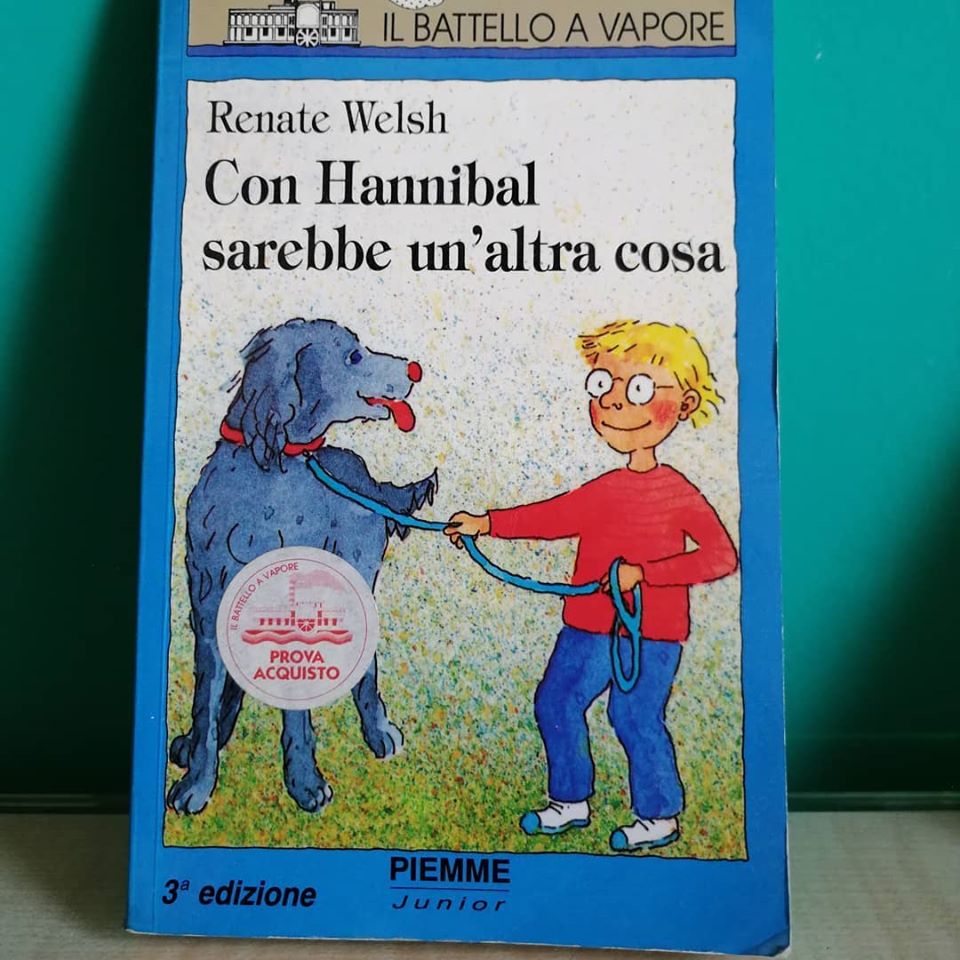 IL BATTELLO A VAPORE
Renate Welsh
Con Hannibal
sarebbe un'altra cosa
IL BATTELLO A VAPORE
PROVA
ACQUISTO
3ª edizione
PIEMME
Junior